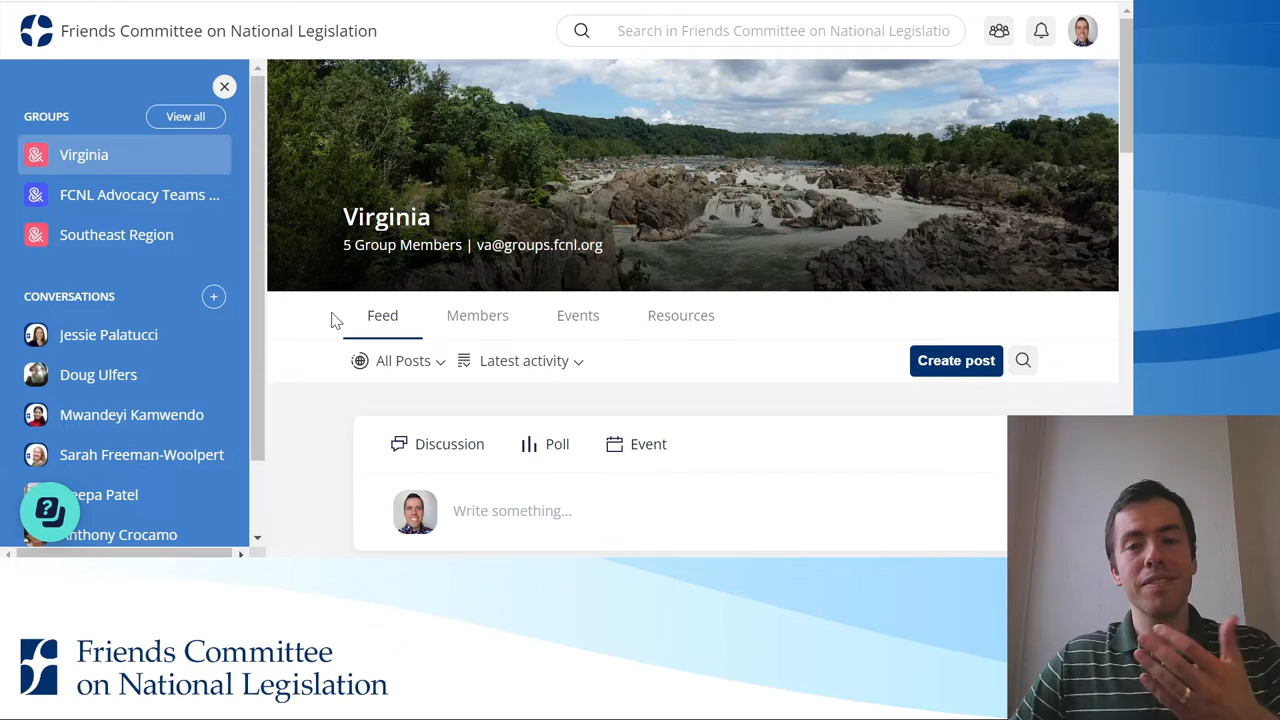 Friends Committee on National Legislation
Search in Friends Committee on National Legislatio
GROUPS
View all
Virginia
FCNL Advocacy Teams ...
Southeast Region
CONVERSATIONS
Jessie Palatucci
Doug Ulfers
Mwandeyi Kamwendo
Sarah Freeman-Woolpert
eepa Patel
nthony Crocamo
Virginia
5 Group Members | va@groups.fcnl.org
Feed Members Events Resources
All Posts Latest activity
Create post
Discussion Poll Event
Write something...
Friends Committee
on National Legislation